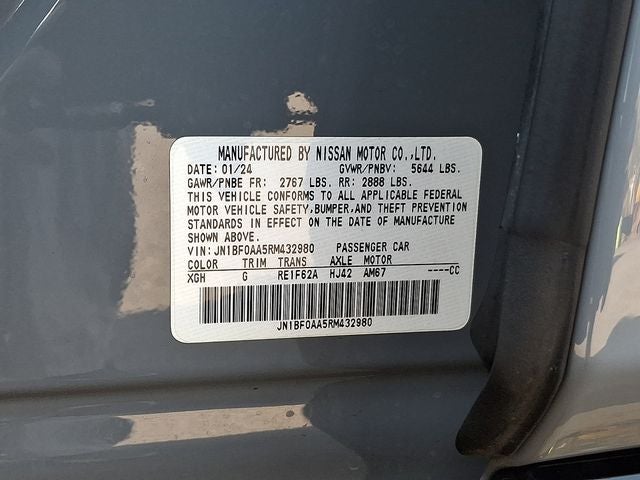 MANUFACTURED BY NISSAN MOTOR CO.,LTD.
DATE: 01/24 GVWR/PNBV: 5644 LBS.
GAWR/PNBE FR: 2767 LBS. RR: 2888 LBS.
THIS VEHICLE CONFORMS TO ALL APPLICABLE FEDERAL
MOTOR VEHICLE SAFETY,BUMPER,AND THEFT PREVENTION
STANDARDS IN EFFECT ON THE DATE OF MANUFACTURE
SHOWN ABOVE.
VIN: JN1BF0AA5RM432980 PASSENGER CAR
COLOR TRIM TRANS AXLE MOTOR
XGH G RE1F62A HJ42 AM67 ----CC
JN1BF0AA5RM432980